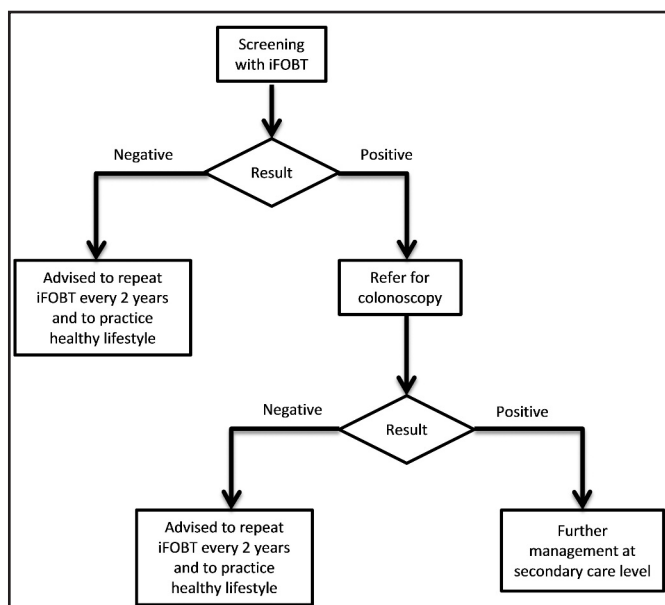 Screening
with iFOBT
Negative
Positive
Result
Advised to repeat
iFOBT every 2 years
and to practice
healthy lifestyle
Refer for
colonoscopy
Negative
Positive
Result
Advised to repeat
iFOBT every 2 years
and to practice
healthy lifestyle
Further
management at
secondary care level